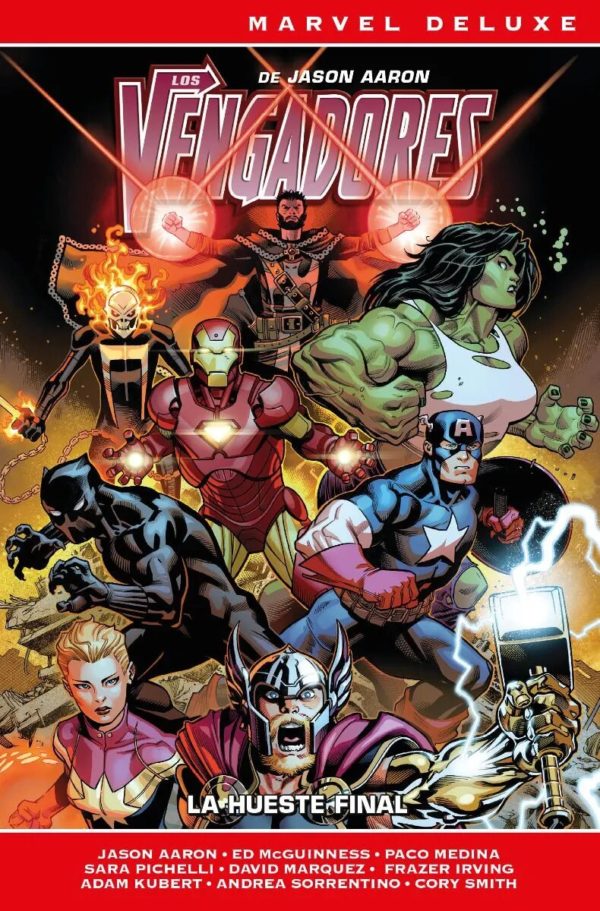 MARVEL DELUXE
DE JASON AARON
LOS
VENGADORES
A
LA HUESTE FINAL
JASON AARON • ED McGUINNESS • PACO MEDINA
SARA PICHELLI • DAVID MARQUEZ • FRAZER IRVING
ADAM KUBERT • ANDREA SORRENTINO • CORY SMITH